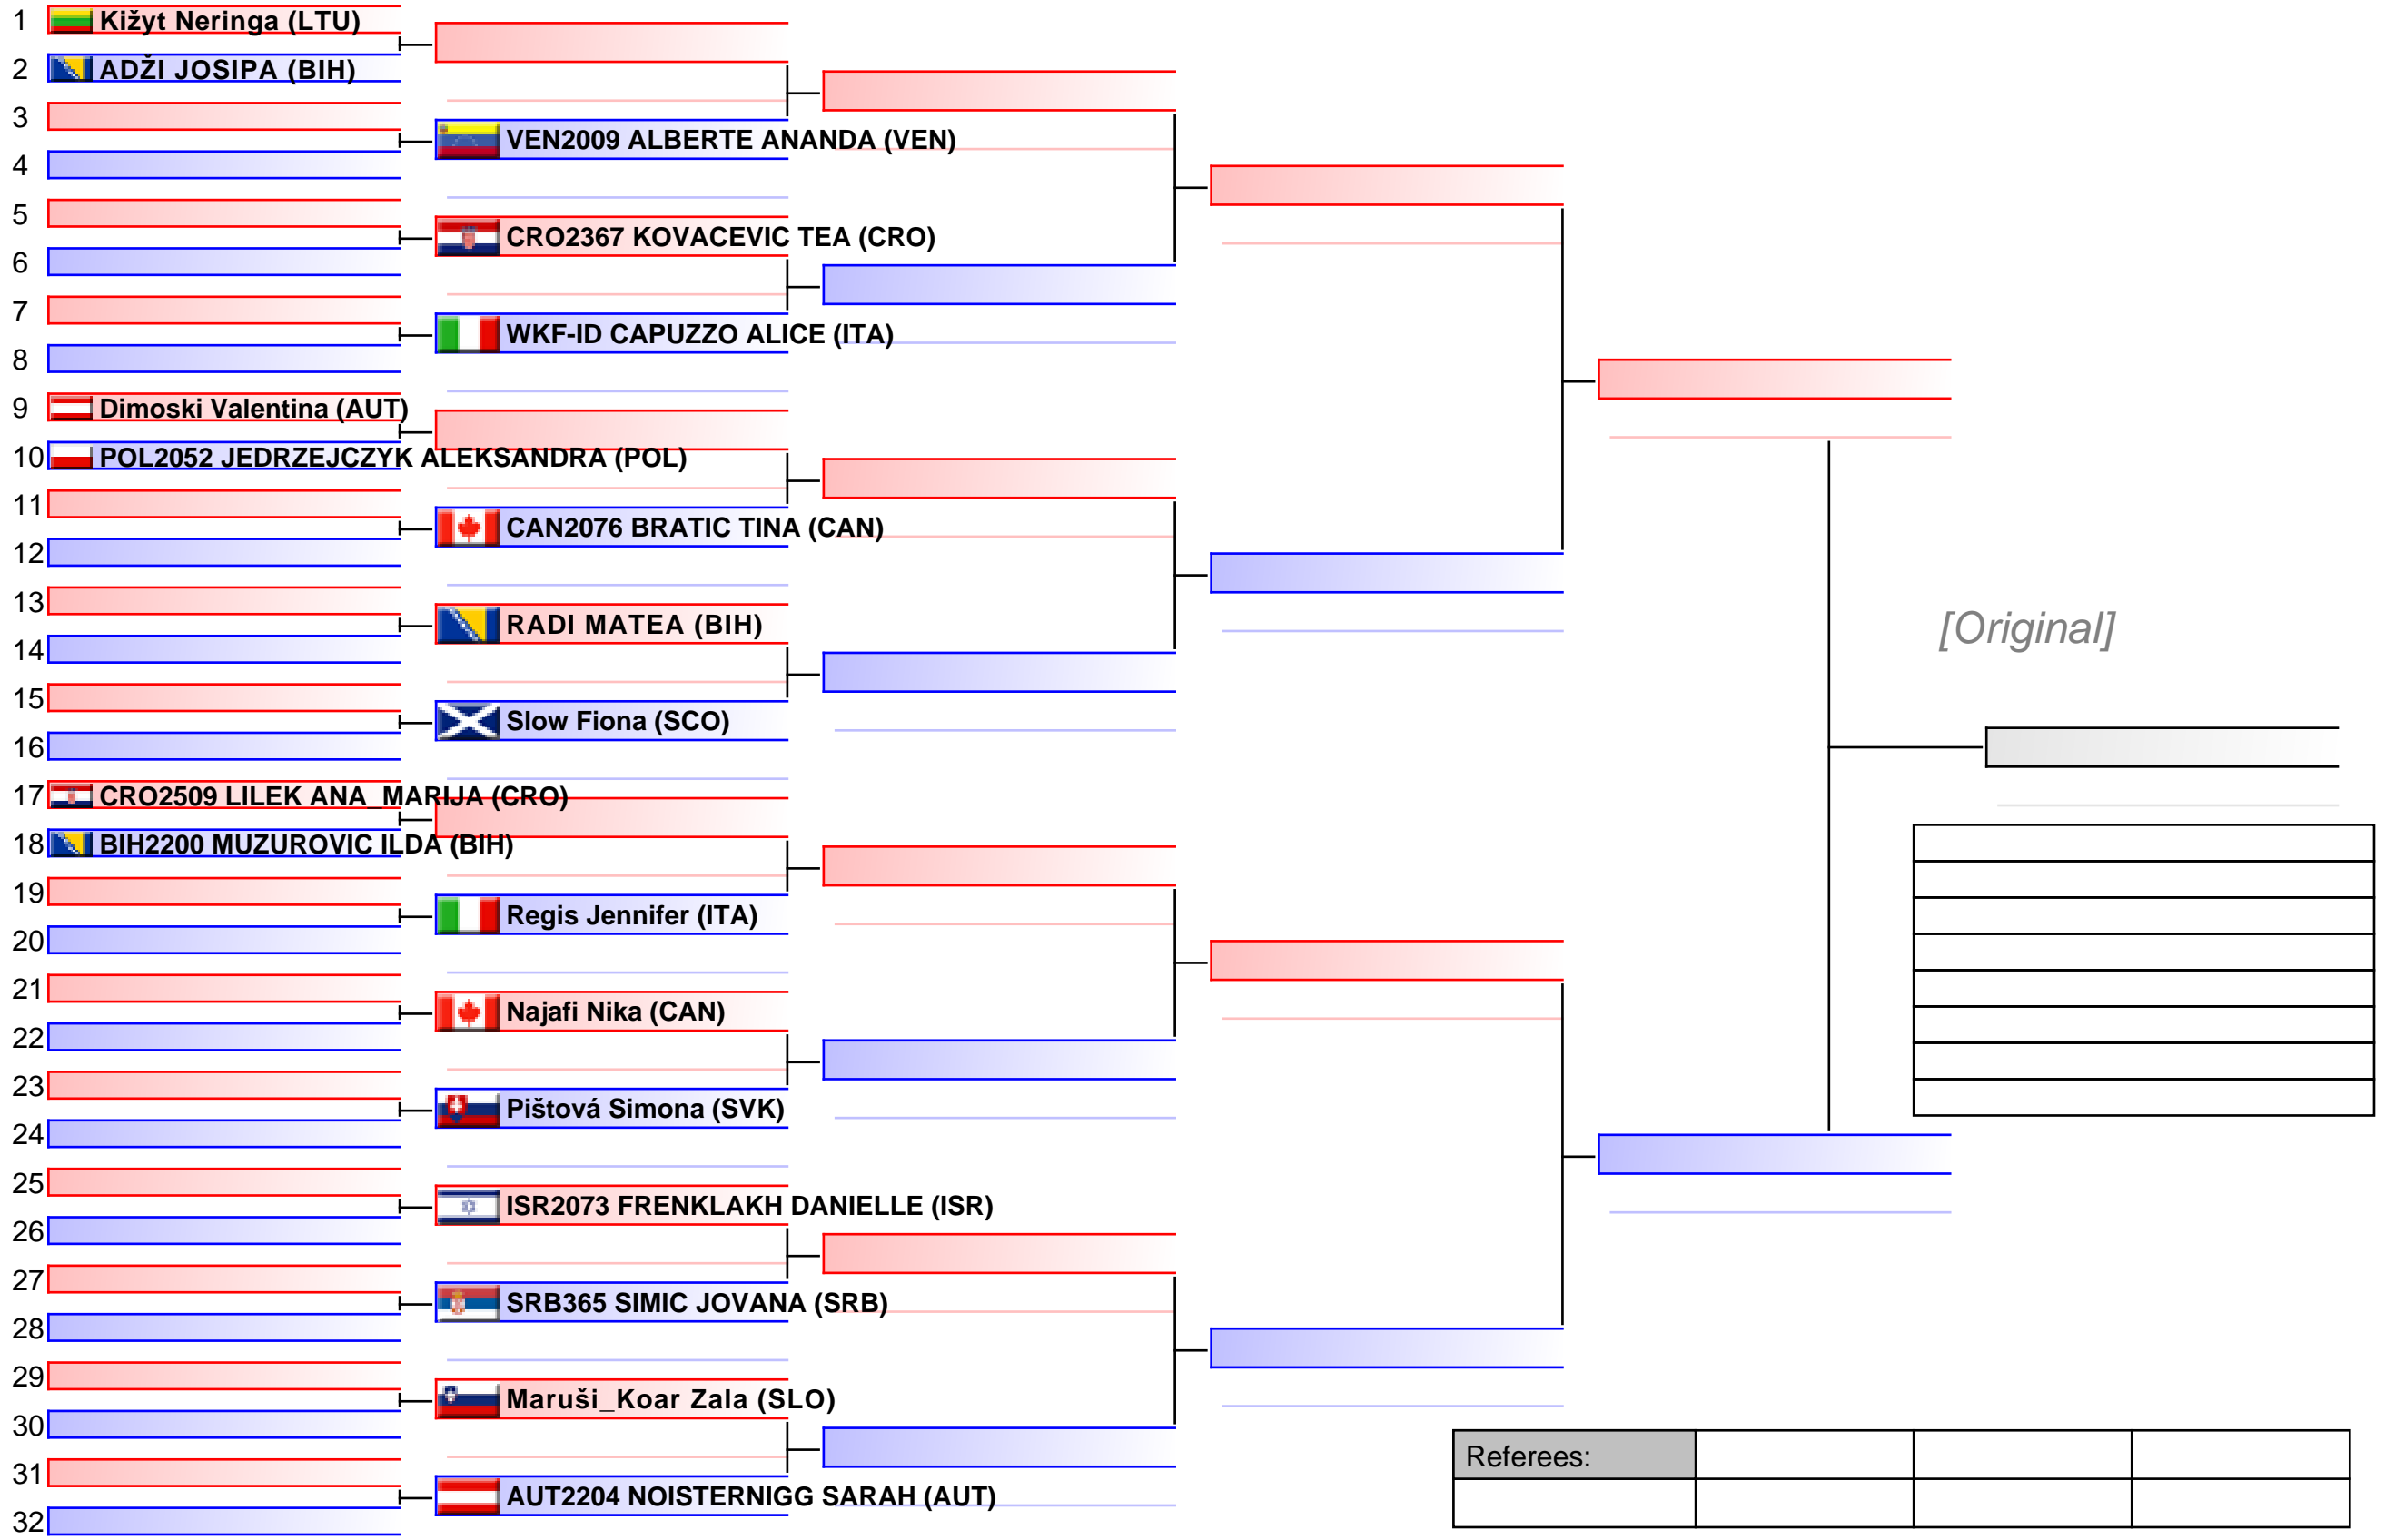 1 Kižyt Neringa (LTU)
2 ADŽI JOSIPA (BIH)
3
VEN2009 ALBERTE ANANDA (VEN)
4
5
CRO2367 KOVACEVIC TEA (CRO)
6
7
WKF-ID CAPUZZO ALICE (ITA)
8
9 Dimoski Valentina (AUT)
10 POL2052 JEDRZEJCZYK ALEKSANDRA (POL)
11
CAN2076 BRATIC TINA (CAN)
12
13
RADI MATEA (BIH)
14
[Original]
15
Slow Fiona (SCO)
16
17 CRO2509 LILEK ANA_MARIJA (CRO)
18 BIH2200 MUZUROVIC ILDA (BIH)
19
Regis Jennifer (ITA)
20
21
Najafi Nika (CAN)
22
23
Pištová Simona (SVK)
24
25
ISR2073 FRENKLAKH DANIELLE (ISR)
26
27
SRB365 SIMIC JOVANA (SRB)
28
29
Maruši_Koar Zala (SLO)
30
Referees:
31
AUT2204 NOISTERNIGG SARAH (AUT)
32